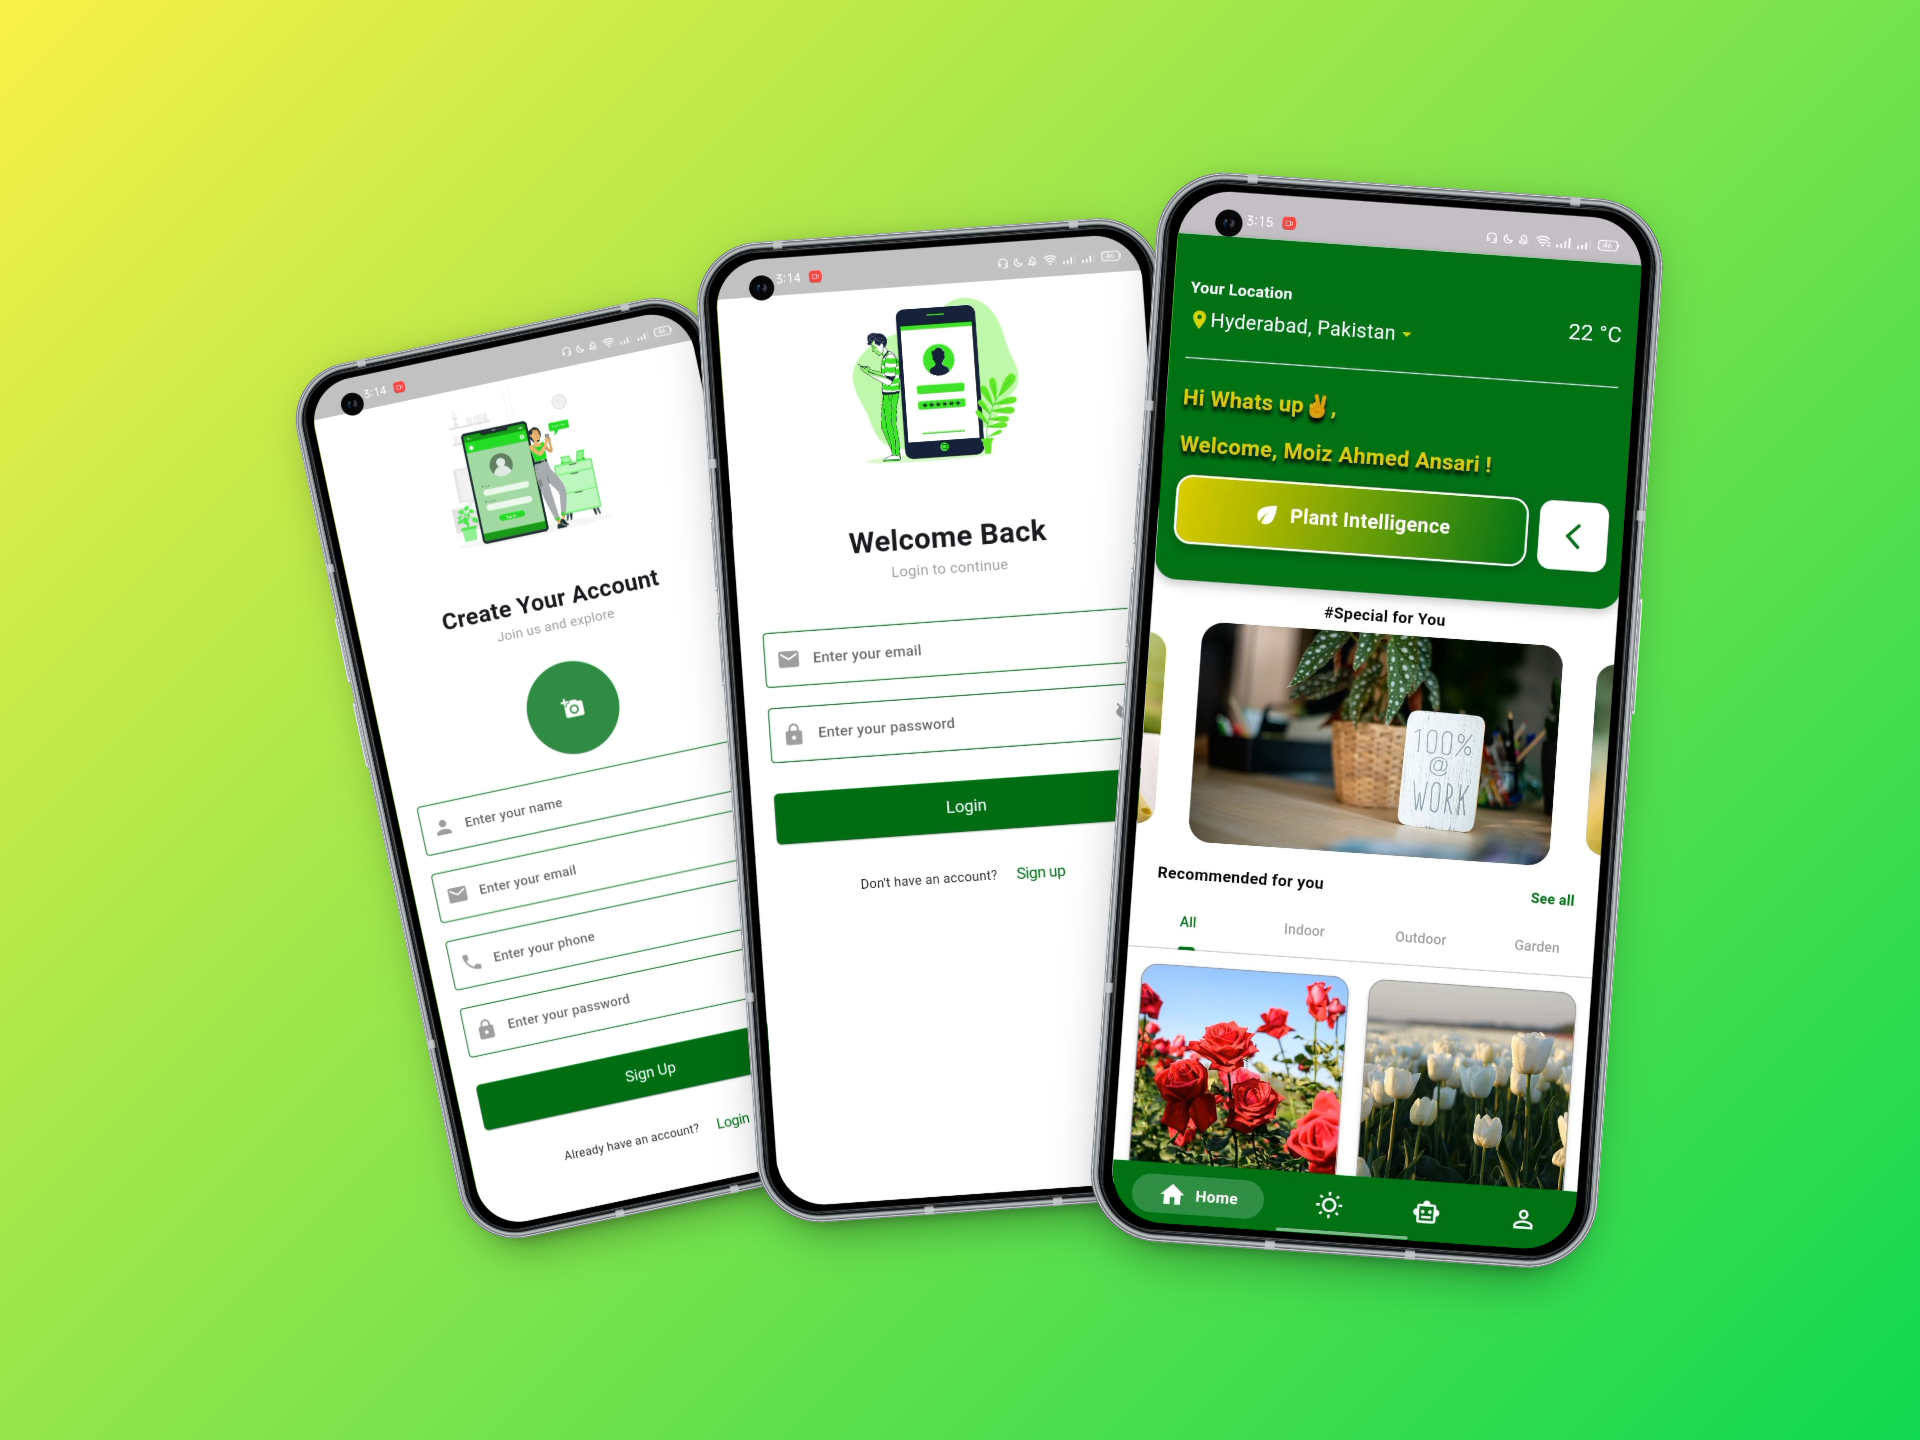 3:14
46
Create Your Account
Join us and explore
Enter your name
Enter your email
Enter your phone
Enter your password
Sign Up
Already have an account? Login
3:14
46
Welcome Back
Login to continue
Enter your email
Enter your password
Login
Don't have an account? Sign up
3:15
46
Your Location
Hyderabad, Pakistan
22 °C
Hi Whats up✌️,
Welcome, Moiz Ahmed Ansari !
Plant Intelligence
#Special for You
100%
@
WORK
Recommended for you
See all
All Indoor Outdoor Garden
Home